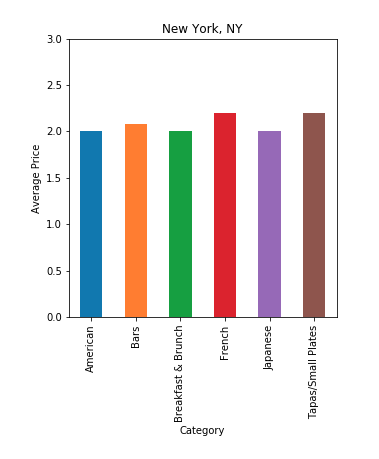 New York, NY
3.0
2.5
2.0
1.5
1.0
0.5
0.0
Average Price
American
Bars
Breakfast & Brunch
French
Japanese
Tapas/Small Plates
Category